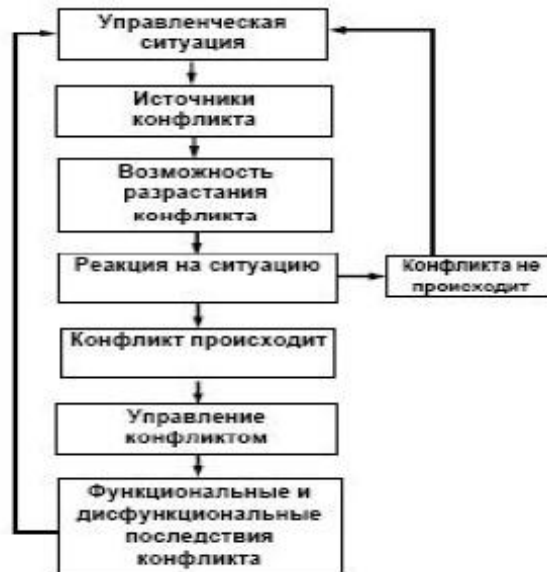 Управленческая
ситуация
Источники
конфликта
Возможность
разрастания
конфликта
Реакция на ситуацию
Конфликта не
происходит
Конфликт происходит
Управление
конфликтом
Функциональные и
дисфункциональные
последствия
конфликта